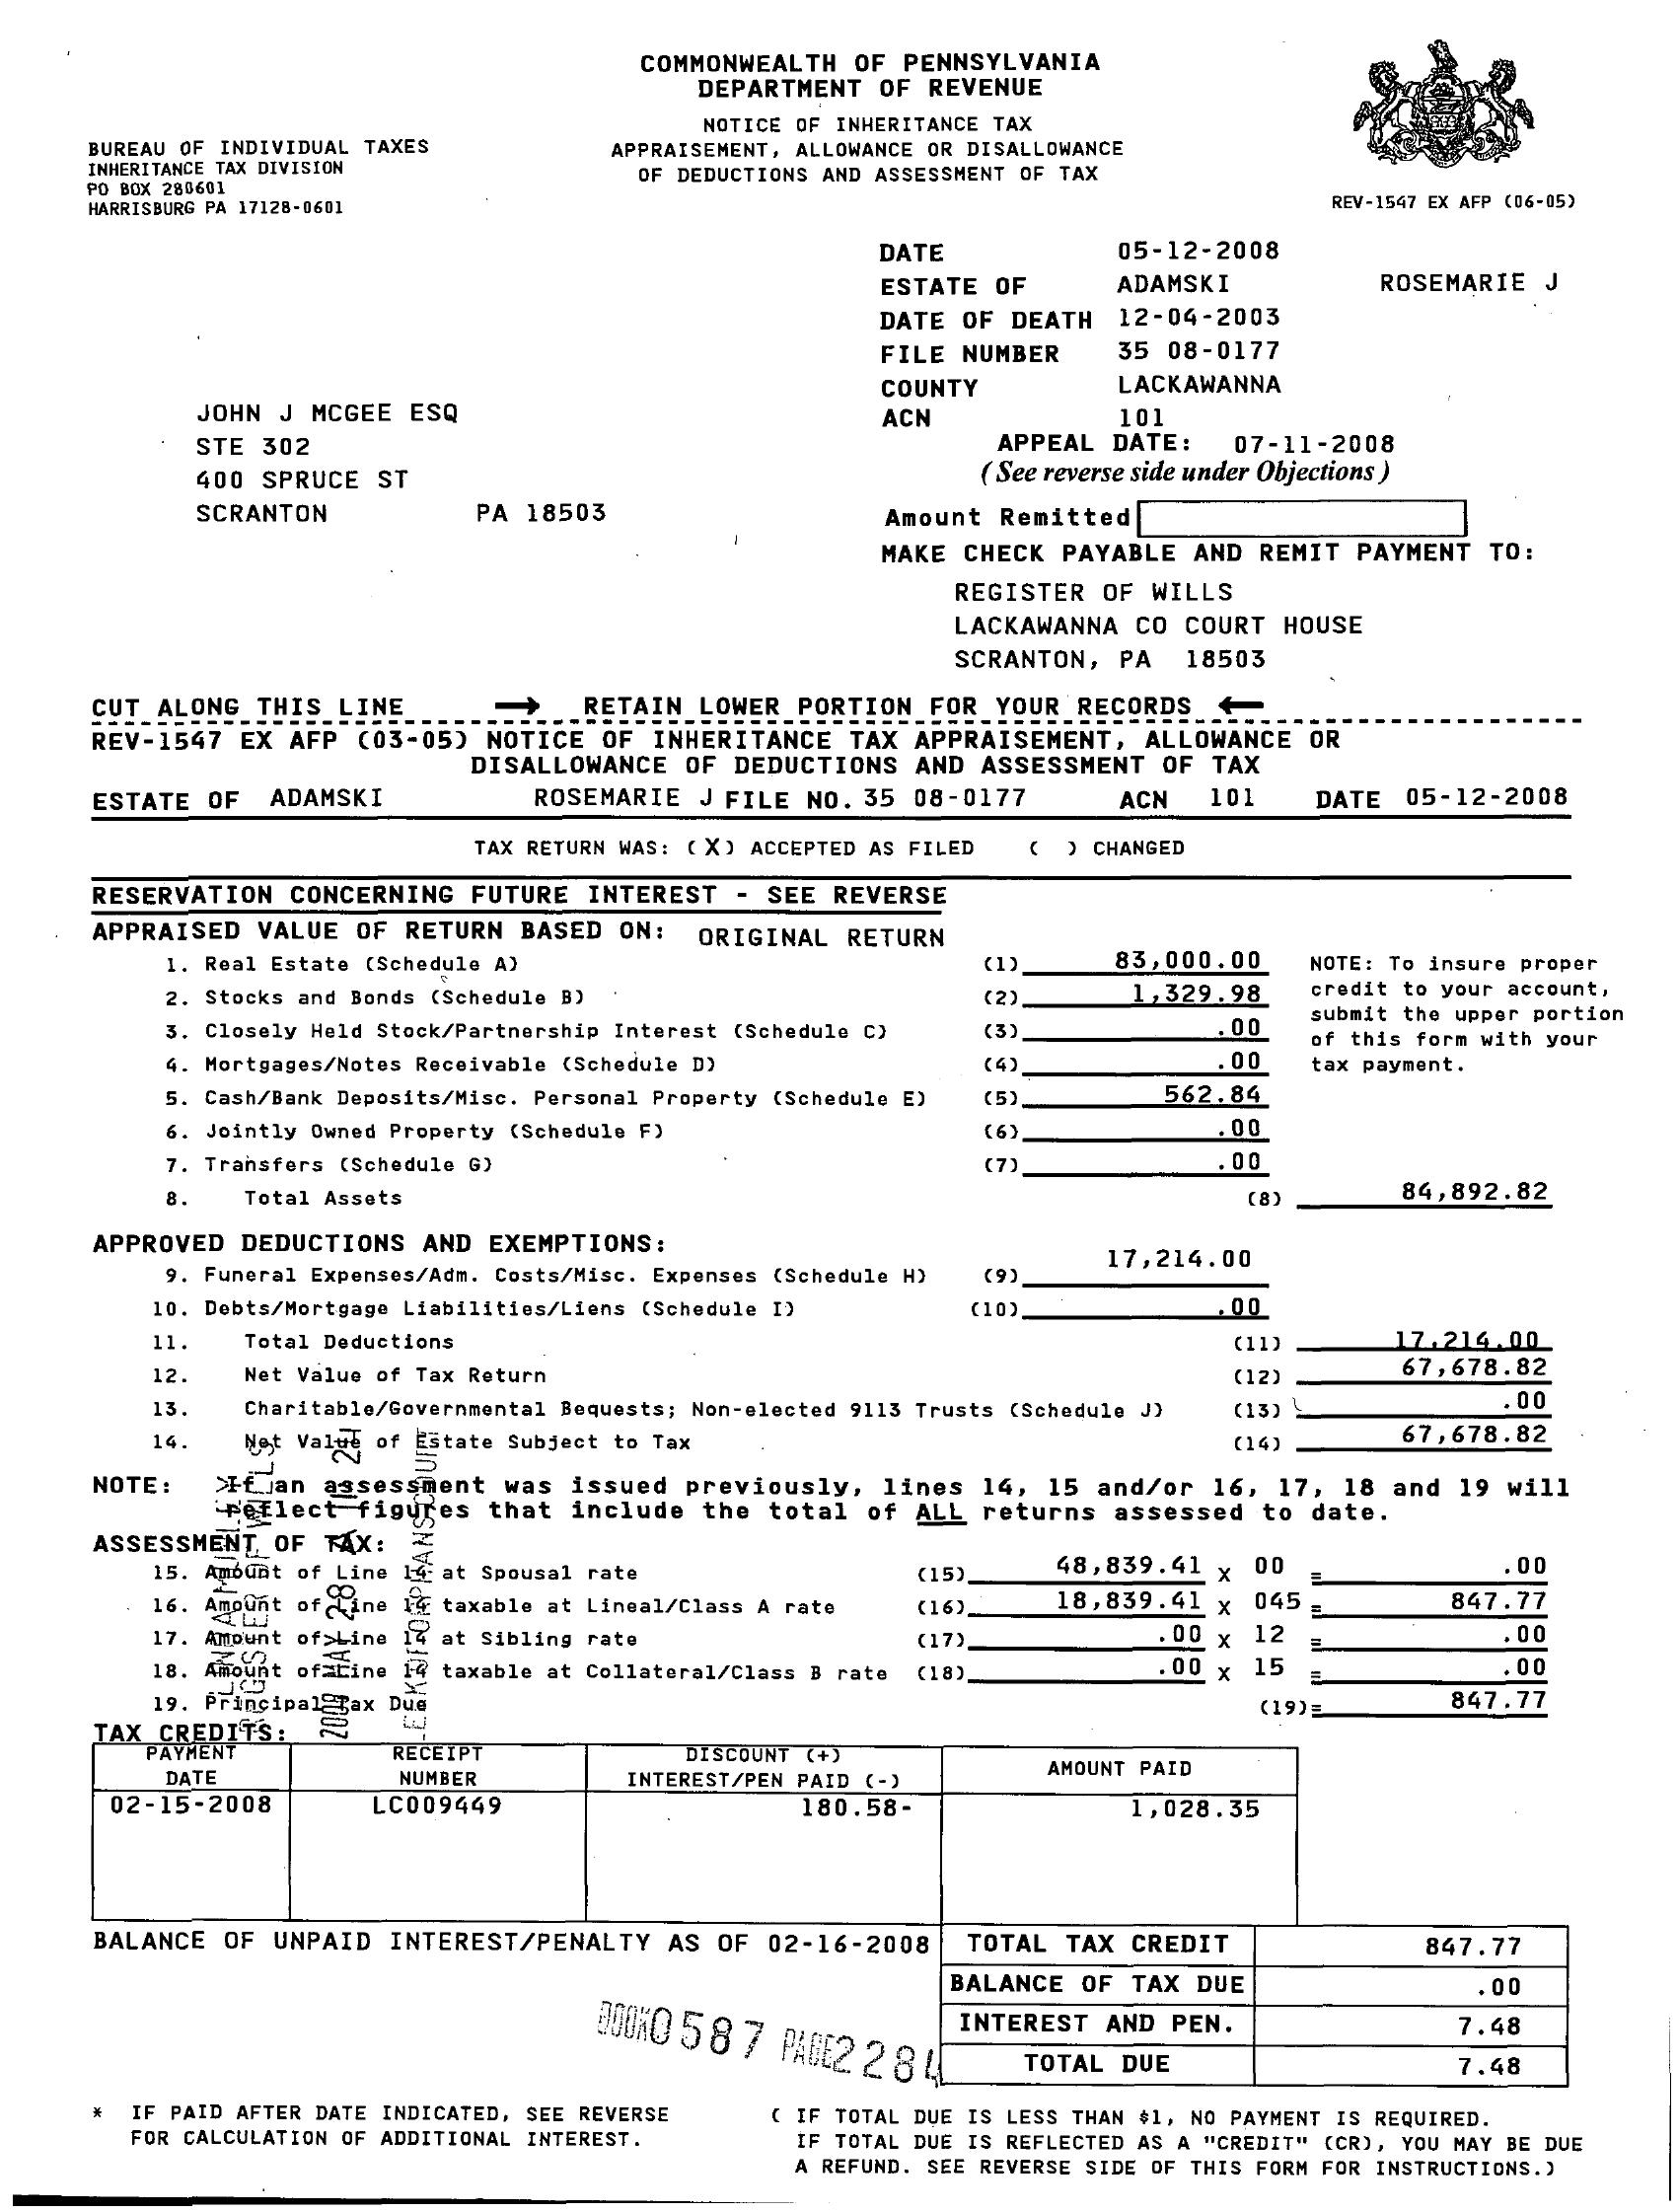 COMMONWEALTH OF PENNSYLVANIA
DEPARTMENT OF REVENUE
NOTICE OF INHERITANCE TAX
APPRAISEMENT, ALLOWANCE OR DISALLOWANCE
OF DEDUCTIONS AND ASSESSMENT OF TAX
BUREAU OF INDIVIDUAL TAXES
INHERITANCE TAX DIVISION
PO BOX 280601
HARRISBURG PA 17128-0601
REV-1547 EX AFP (06-05)
DATE 05-12-2008
ESTATE OF ADAMSKI ROSEMARIE J
DATE OF DEATH 12-04-2003
FILE NUMBER 35 08-0177
COUNTY LACKAWANNA
ACN 101
APPEAL DATE: 07-11-2008
(See reverse side under Objections)
JOHN J MCGEE ESQ
STE 302
400 SPRUCE ST
SCRANTON PA 18503
Amount Remitted
MAKE CHECK PAYABLE AND REMIT PAYMENT TO:
REGISTER OF WILLS
LACKAWANNA CO COURT HOUSE
SCRANTON, PA 18503
CUT ALONG THIS LINE → RETAIN LOWER PORTION FOR YOUR RECORDS ←
REV-1547 EX AFP (03-05) NOTICE OF INHERITANCE TAX APPRAISEMENT, ALLOWANCE OR
DISALLOWANCE OF DEDUCTIONS AND ASSESSMENT OF TAX
ESTATE OF ADAMSKI ROSEMARIE J FILE NO. 35 08-0177 ACN 101 DATE 05-12-2008
TAX RETURN WAS: (X) ACCEPTED AS FILED ( ) CHANGED
RESERVATION CONCERNING FUTURE INTEREST - SEE REVERSE
APPRAISED VALUE OF RETURN BASED ON: ORIGINAL RETURN
1. Real Estate (Schedule A) (1) 83,000.00
2. Stocks and Bonds (Schedule B) (2) 1,329.98
3. Closely Held Stock/Partnership Interest (Schedule C) (3) .00
4. Mortgages/Notes Receivable (Schedule D) (4) .00
5. Cash/Bank Deposits/Misc. Personal Property (Schedule E) (5) 562.84
6. Jointly Owned Property (Schedule F) (6) .00
7. Transfers (Schedule G) (7) .00
8. Total Assets (8) 84,892.82
NOTE: To insure proper
credit to your account,
submit the upper portion
of this form with your
tax payment.
APPROVED DEDUCTIONS AND EXEMPTIONS:
9. Funeral Expenses/Adm. Costs/Misc. Expenses (Schedule H) (9) 17,214.00
10. Debts/Mortgage Liabilities/Liens (Schedule I) (10) .00
11. Total Deductions (11) 17,214.00
12. Net Value of Tax Return (12) 67,678.82
13. Charitable/Governmental Bequests; Non-elected 9113 Trusts (Schedule J) (13) .00
14. Net Value of Estate Subject to Tax (14) 67,678.82
NOTE: If an assessment was issued previously, lines 14, 15 and/or 16, 17, 18 and 19 will
reflect figures that include the total of ALL returns assessed to date.
ASSESSMENT OF TAX:
15. Amount of Line 14 at Spousal rate (15) 48,839.41 X 00 = .00
16. Amount of Line 14 taxable at Lineal/Class A rate (16) 18,839.41 X 045 = 847.77
17. Amount of Line 14 at Sibling rate (17) .00 X 12 = .00
18. Amount of Line 14 taxable at Collateral/Class B rate (18) .00 X 15 = .00
19. Principal Tax Due (19)= 847.77
TAX CREDITS:
PAYMENT DATE RECEIPT NUMBER DISCOUNT (+) INTEREST/PEN PAID (-) AMOUNT PAID
02-15-2008 LC009449 180.58- 1,028.35
BALANCE OF UNPAID INTEREST/PENALTY AS OF 02-16-2008
TOTAL TAX CREDIT 847.77
BALANCE OF TAX DUE .00
INTEREST AND PEN. 7.48
TOTAL DUE 7.48
BOOK0587 PAGE2284
* IF PAID AFTER DATE INDICATED, SEE REVERSE
FOR CALCULATION OF ADDITIONAL INTEREST.
( IF TOTAL DUE IS LESS THAN $1, NO PAYMENT IS REQUIRED.
IF TOTAL DUE IS REFLECTED AS A "CREDIT" (CR), YOU MAY BE DUE
A REFUND. SEE REVERSE SIDE OF THIS FORM FOR INSTRUCTIONS.)